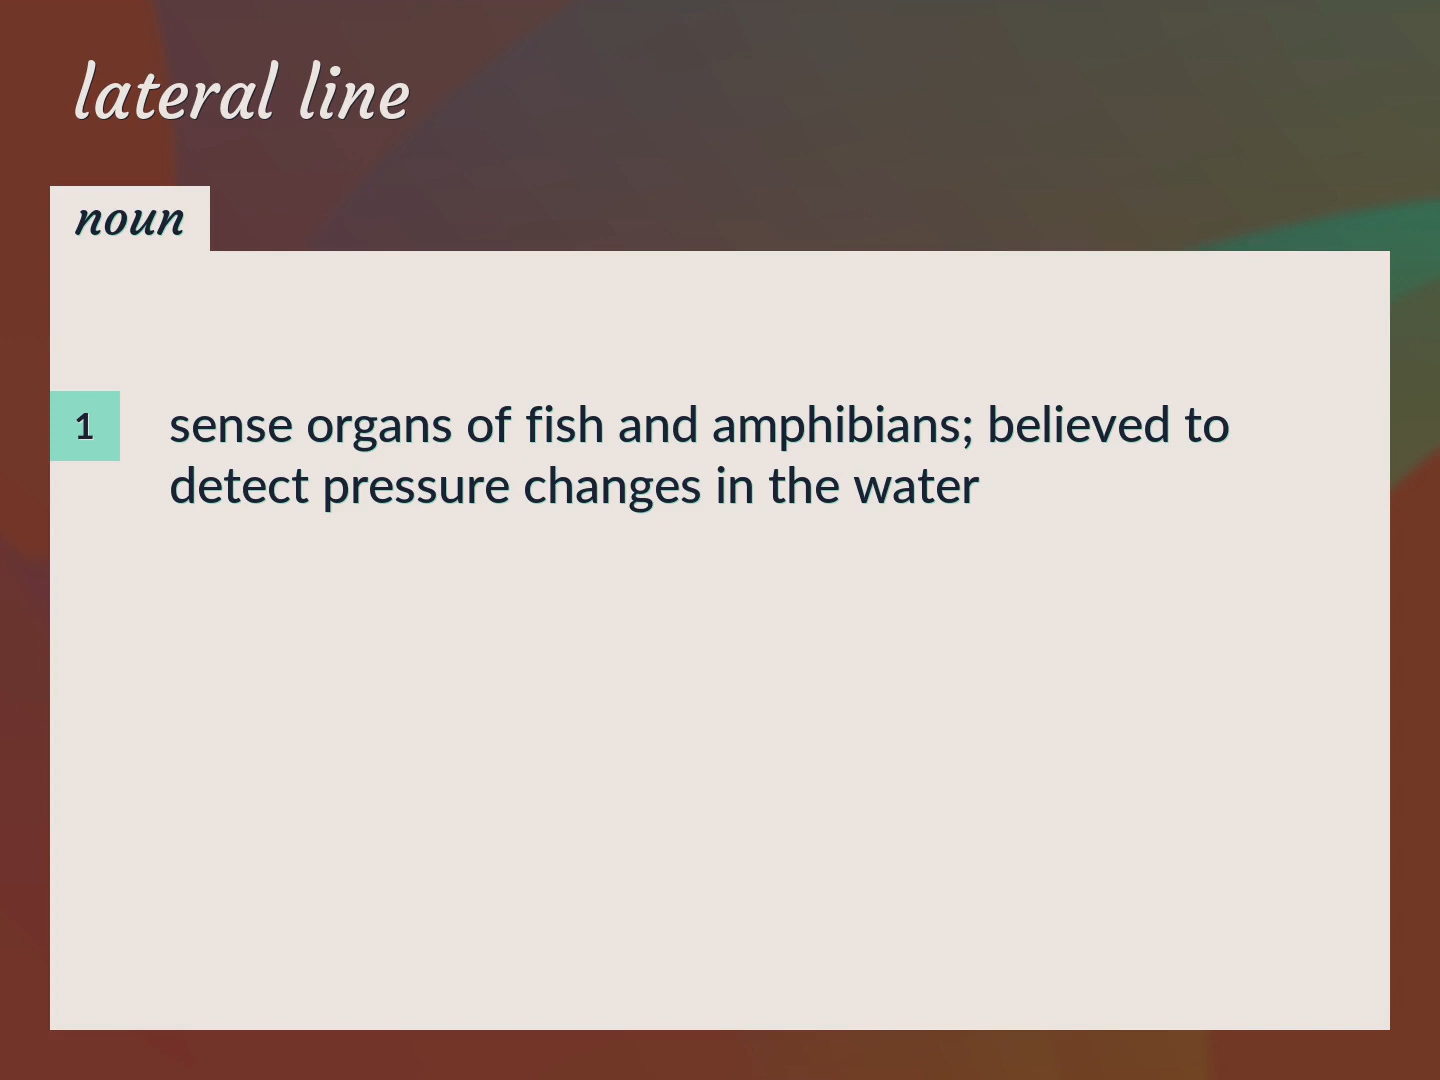 lateral line
noun
1
sense organs of fish and amphibians; believed to
detect pressure changes in the water